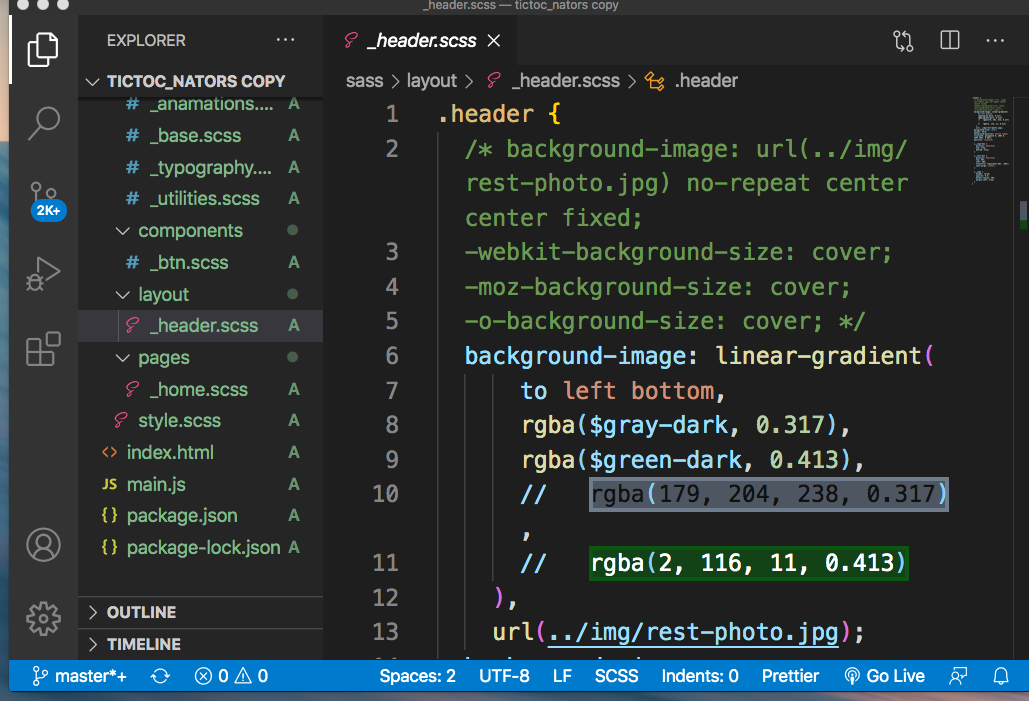 _header.scss — tictoc_nators copy
EXPLORER
TICTOC_NATORS COPY
# _anamations.... A
# _base.scss A
# _typography.... A
# _utilities.scss A
components
# _btn.scss A
layout
_header.scss A
pages
_home.scss A
style.scss A
<> index.html A
JS main.js A
{} package.json A
{} package-lock.json A
OUTLINE
TIMELINE
2K+
_header.scss
sass > layout > _header.scss > .header
1 .header {
2 /* background-image: url(../img/
rest-photo.jpg) no-repeat center
center fixed;
3 -webkit-background-size: cover;
4 -moz-background-size: cover;
5 -o-background-size: cover; */
6 background-image: linear-gradient(
7 to left bottom,
8 rgba($gray-dark, 0.317),
9 rgba($green-dark, 0.413),
10 // rgba(179, 204, 238, 0.317)
,
11 // rgba(2, 116, 11, 0.413)
12 ),
13 url(../img/rest-photo.jpg);
master*+ 0 0 Spaces: 2 UTF-8 LF SCSS Indents: 0 Prettier Go Live